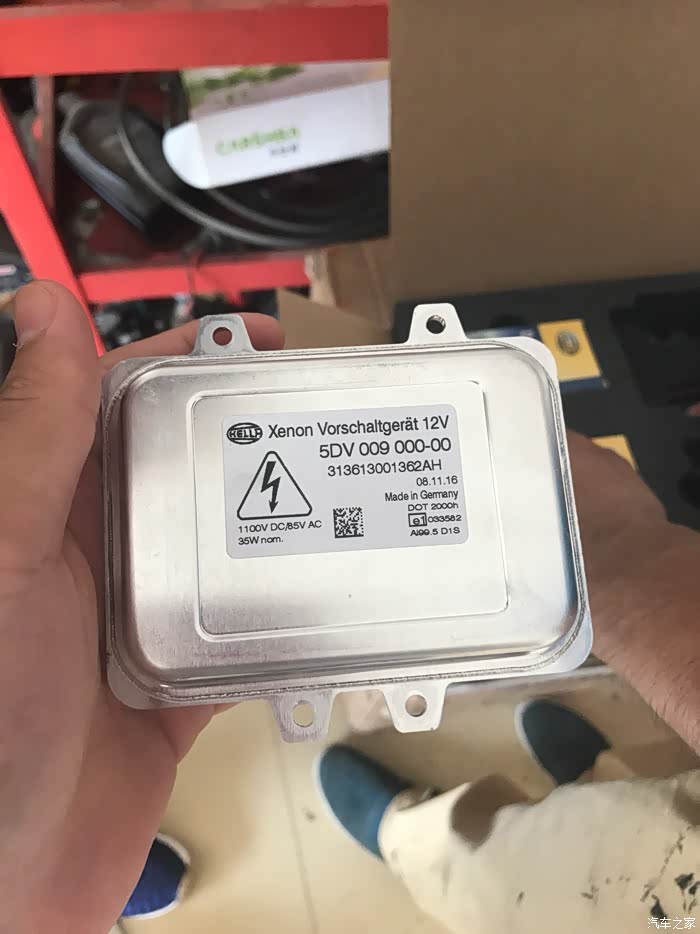 HELLA Xenon Vorschaltgerät 12V
5DV 009 000-00
313613001362AH
08.11.16
Made in Germany
DOT 2000h
e1 033582
AI99.5 D1S
1100V DC/85V AC
35W nom.
汽车之家